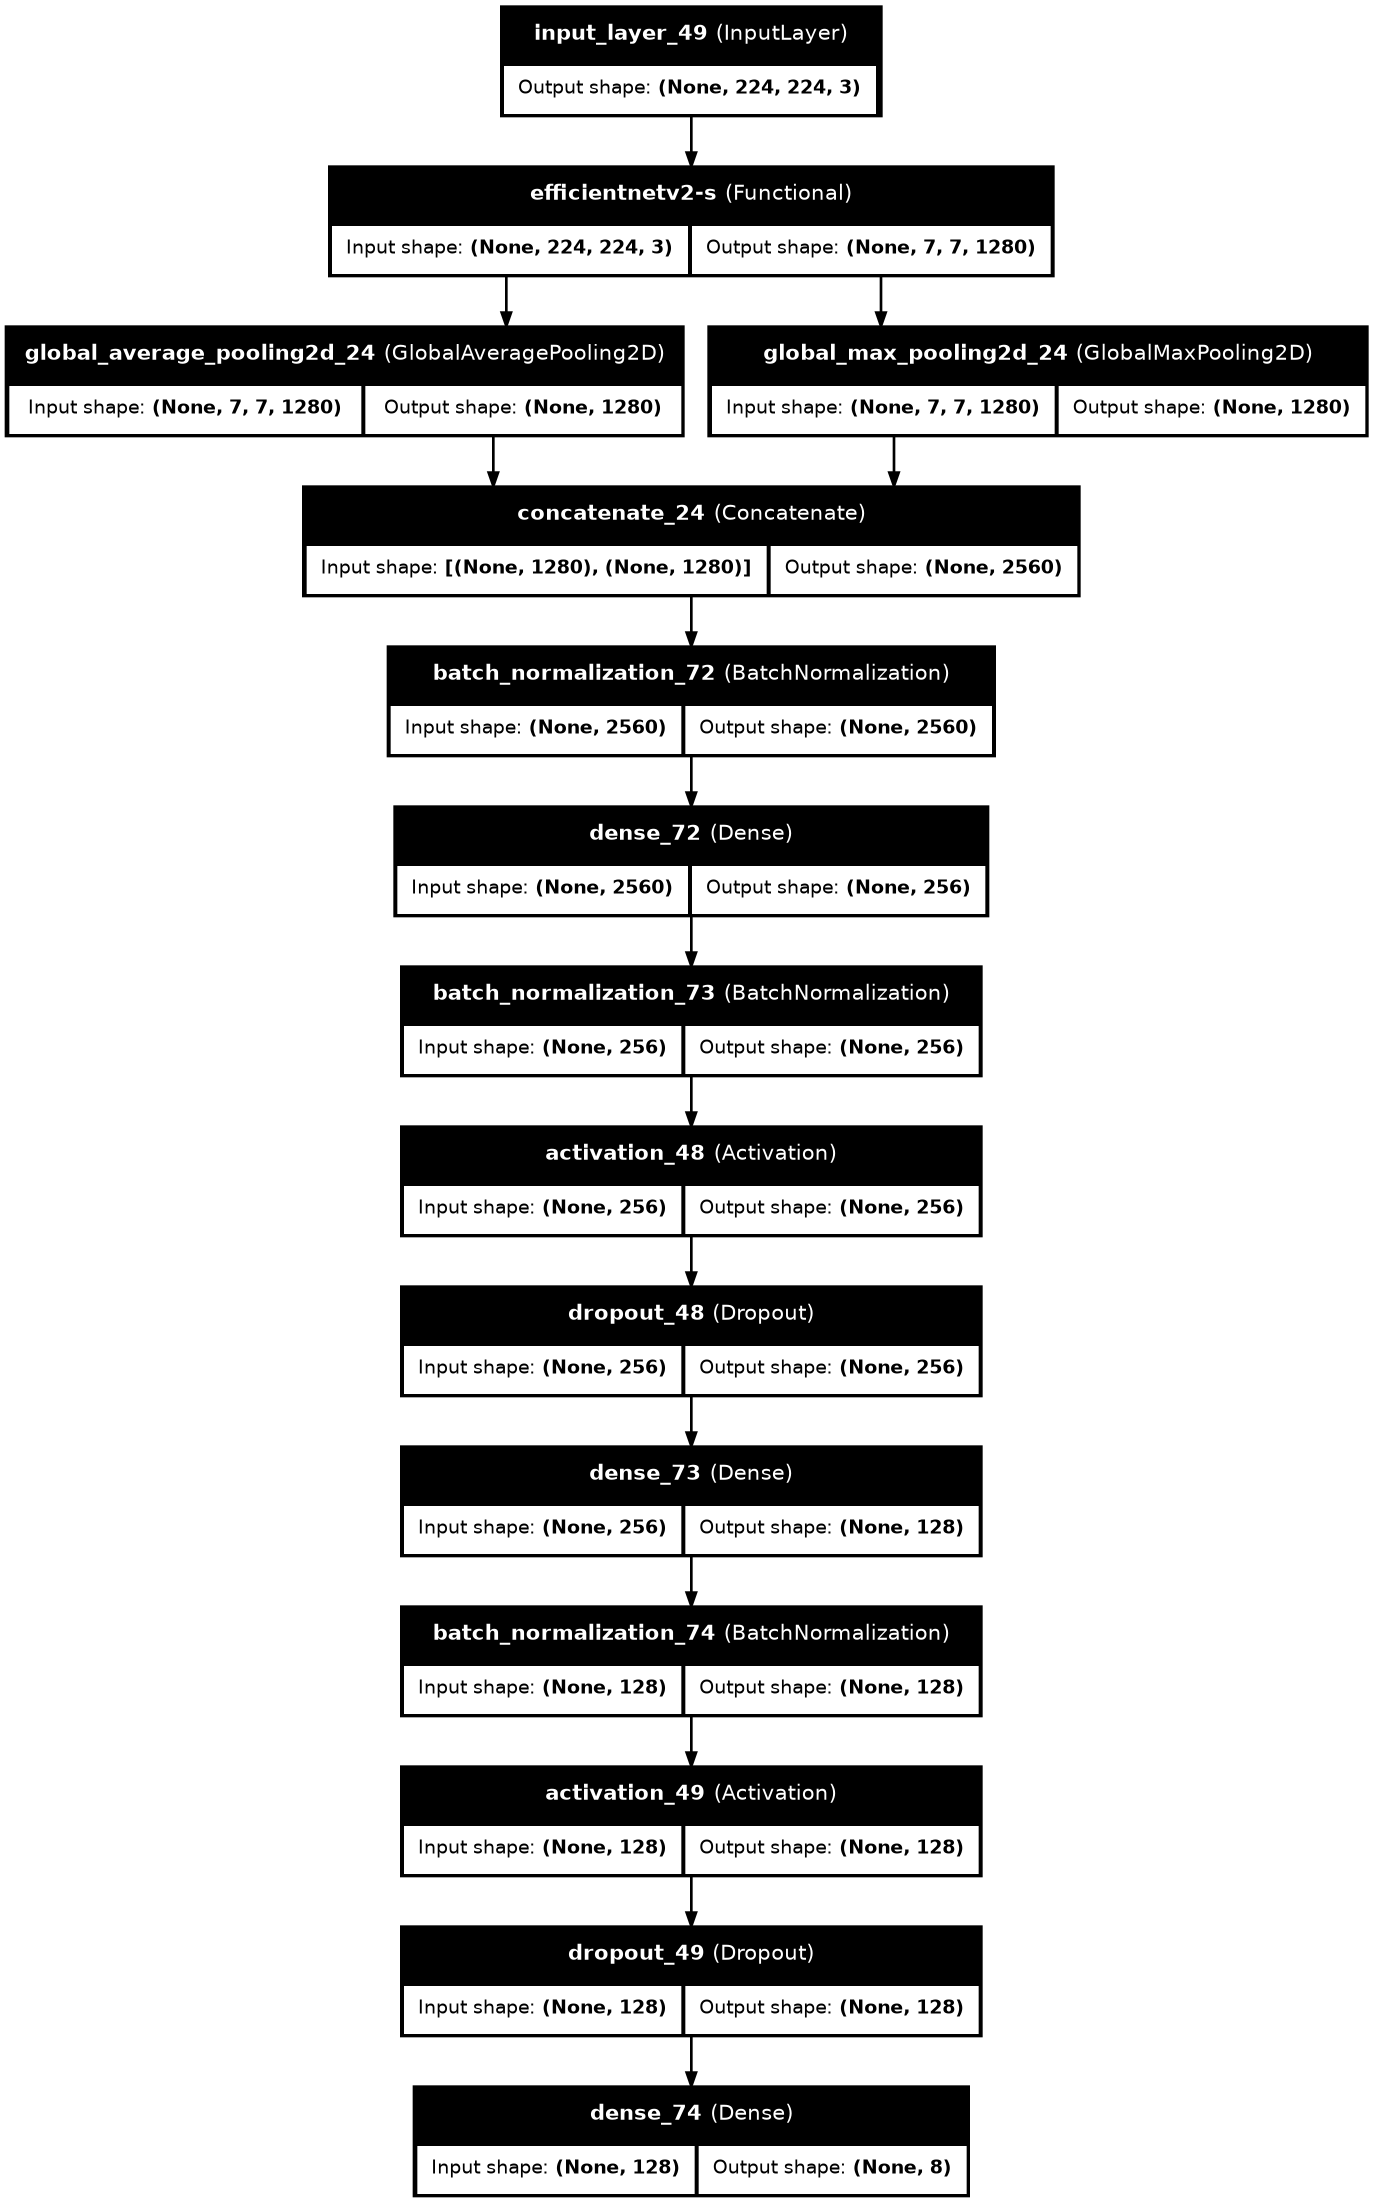 input_layer_49 (InputLayer)
Output shape: (None, 224, 224, 3)
efficientnetv2-s (Functional)
Input shape: (None, 224, 224, 3) Output shape: (None, 7, 7, 1280)
global_average_pooling2d_24 (GlobalAveragePooling2D)
Input shape: (None, 7, 7, 1280) Output shape: (None, 1280)
global_max_pooling2d_24 (GlobalMaxPooling2D)
Input shape: (None, 7, 7, 1280) Output shape: (None, 1280)
concatenate_24 (Concatenate)
Input shape: [(None, 1280), (None, 1280)] Output shape: (None, 2560)
batch_normalization_72 (BatchNormalization)
Input shape: (None, 2560) Output shape: (None, 2560)
dense_72 (Dense)
Input shape: (None, 2560) Output shape: (None, 256)
batch_normalization_73 (BatchNormalization)
Input shape: (None, 256) Output shape: (None, 256)
activation_48 (Activation)
Input shape: (None, 256) Output shape: (None, 256)
dropout_48 (Dropout)
Input shape: (None, 256) Output shape: (None, 256)
dense_73 (Dense)
Input shape: (None, 256) Output shape: (None, 128)
batch_normalization_74 (BatchNormalization)
Input shape: (None, 128) Output shape: (None, 128)
activation_49 (Activation)
Input shape: (None, 128) Output shape: (None, 128)
dropout_49 (Dropout)
Input shape: (None, 128) Output shape: (None, 128)
dense_74 (Dense)
Input shape: (None, 128) Output shape: (None, 8)